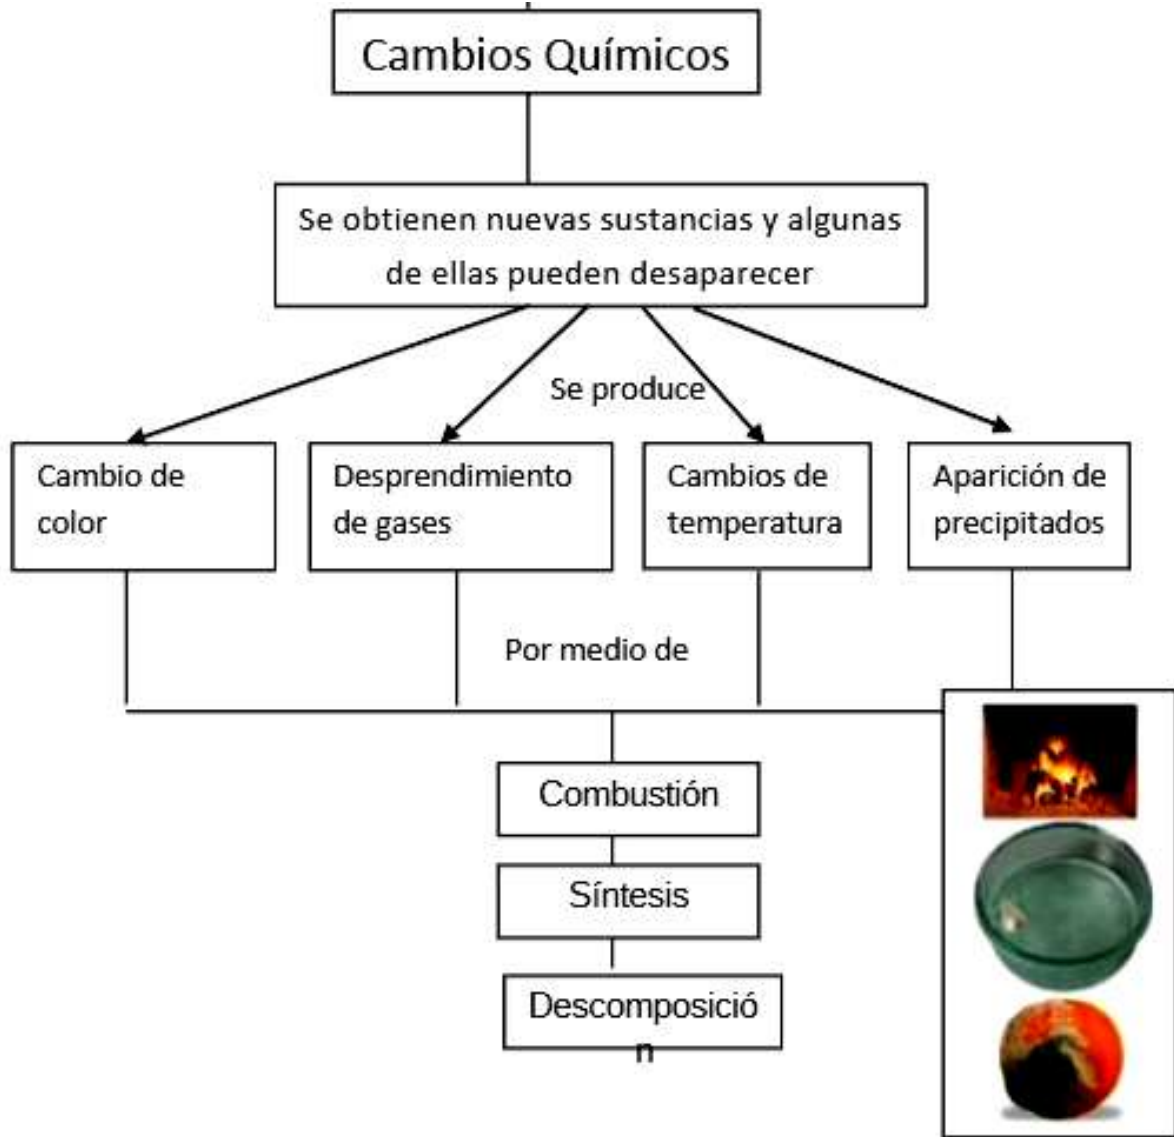 Cambios Químicos
Se obtienen nuevas sustancias y algunas
de ellas pueden desaparecer
Se produce
Cambio de
color
Desprendimiento
de gases
Cambios de
temperatura
Aparición de
precipitados
Por medio de
Combustión
Síntesis
Descomposició
n